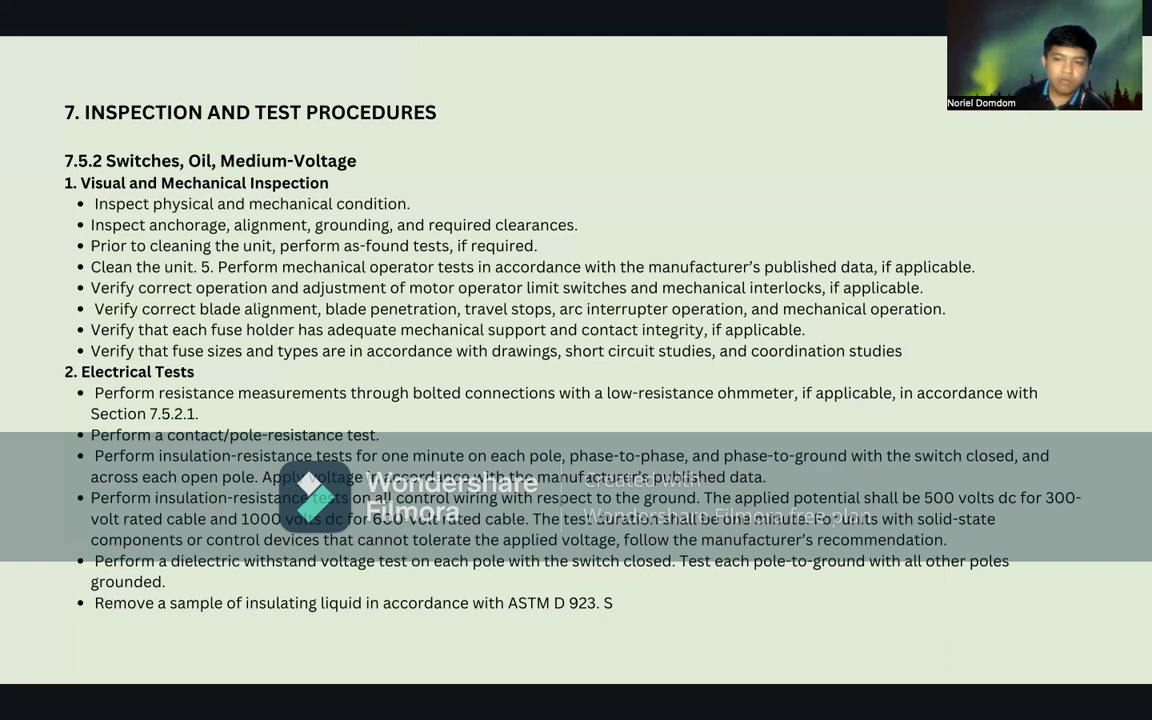 Noriel Domdom
7. INSPECTION AND TEST PROCEDURES
7.5.2 Switches, Oil, Medium-Voltage
1. Visual and Mechanical Inspection
• Inspect physical and mechanical condition.
• Inspect anchorage, alignment, grounding, and required clearances.
• Prior to cleaning the unit, perform as-found tests, if required.
• Clean the unit. 5. Perform mechanical operator tests in accordance with the manufacturer’s published data, if applicable.
• Verify correct operation and adjustment of motor operator limit switches and mechanical interlocks, if applicable.
• Verify correct blade alignment, blade penetration, travel stops, arc interrupter operation, and mechanical operation.
• Verify that each fuse holder has adequate mechanical support and contact integrity, if applicable.
• Verify that fuse sizes and types are in accordance with drawings, short circuit studies, and coordination studies
2. Electrical Tests
• Perform resistance measurements through bolted connections with a low-resistance ohmmeter, if applicable, in accordance with
Section 7.5.2.1.
• Perform a contact/pole-resistance test.
• Perform insulation-resistance tests for one minute on each pole, phase-to-phase, and phase-to-ground with the switch closed, and
across each open pole. Apply voltage in accordance with the manufacturer’s published data.
• Perform insulation-resistance tests on all control wiring with respect to the ground. The applied potential shall be 500 volts dc for 300-
volt rated cable and 1000 volts dc for 600-volt rated cable. The test duration shall be one minute. For units with solid-state
components or control devices that cannot tolerate the applied voltage, follow the manufacturer’s recommendation.
• Perform a dielectric withstand voltage test on each pole with the switch closed. Test each pole-to-ground with all other poles
grounded.
• Remove a sample of insulating liquid in accordance with ASTM D 923. S
Wondershare
Filmora
Created with
Wondershare Filmora free plan